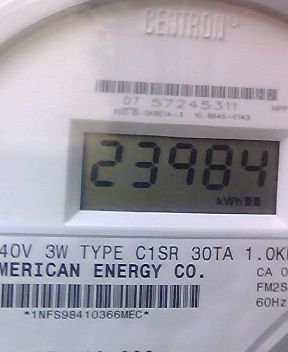 CENTRON®
07 57245311
23984
kWh
40V 3W TYPE C1SR 30TA 1.0K
MERICAN ENERGY CO.
CA 0
FM2S
60Hz
*1NFS98410366MEC*